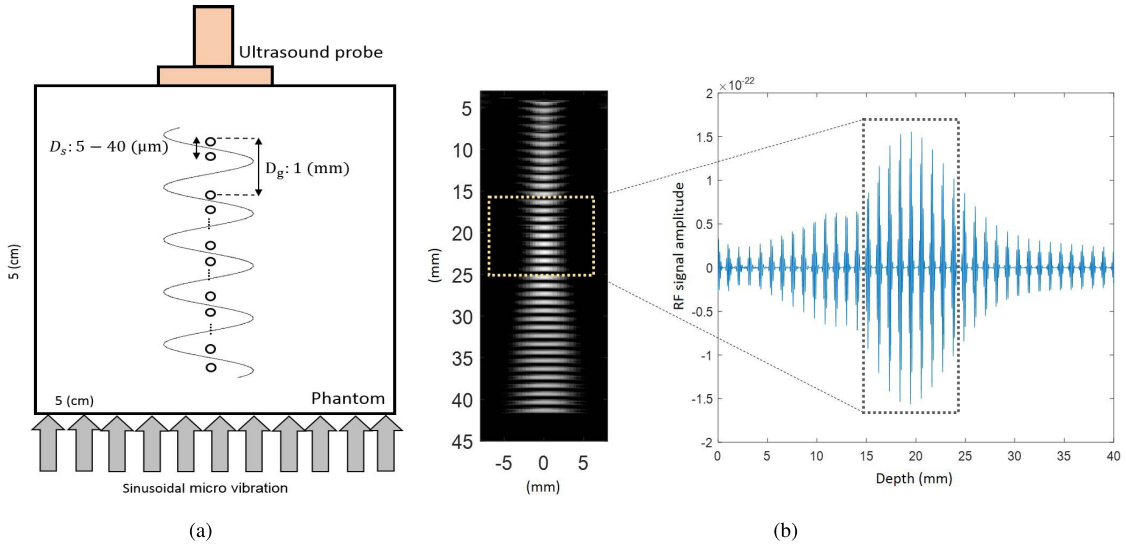 Ultrasound probe
D_s: 5 − 40 (μm)
D_g: 1 (mm)
5 (cm)
5 (cm)
Phantom
Sinusoidal micro vibration
(a)
5
10
15
20
25
30
35
40
45
(mm)
-5 0 5
(mm)
×10^-22
2
1.5
1
0.5
0
-0.5
-1
-1.5
-2
RF signal amplitude
0 5 10 15 20 25 30 35 40
Depth (mm)
(b)